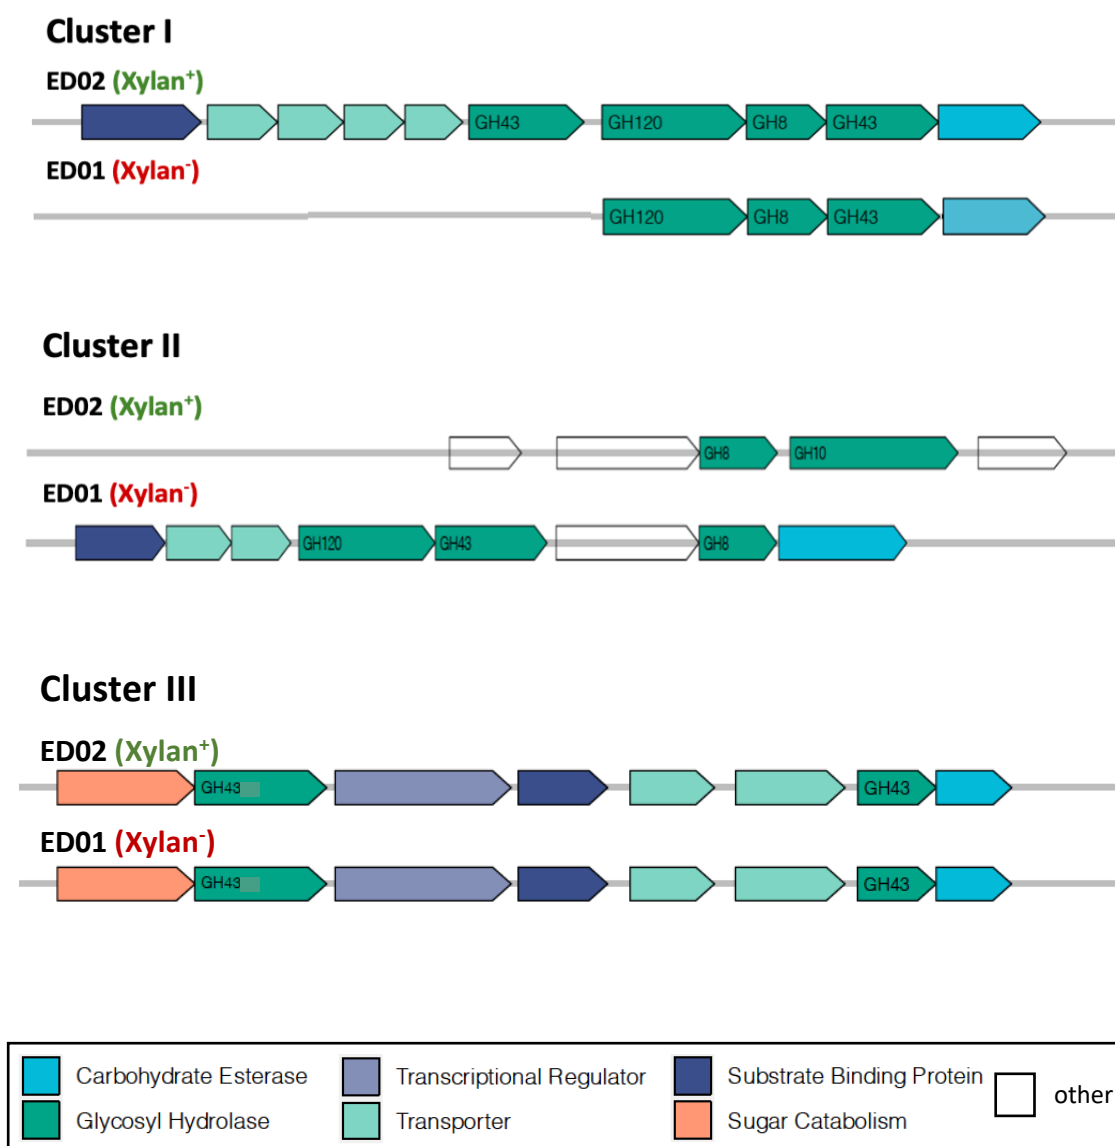 Cluster I
ED02 (Xylan⁺)
GH43 GH120 GH8 GH43
ED01 (Xylan⁻)
GH120 GH8 GH43
Cluster II
ED02 (Xylan⁺)
GH8 GH10
ED01 (Xylan⁻)
GH120 GH43 GH8
Cluster III
ED02 (Xylan⁺)
GH43 GH43
ED01 (Xylan⁻)
GH43 GH43
Carbohydrate Esterase Transcriptional Regulator Substrate Binding Protein other
Glycosyl Hydrolase Transporter Sugar Catabolism